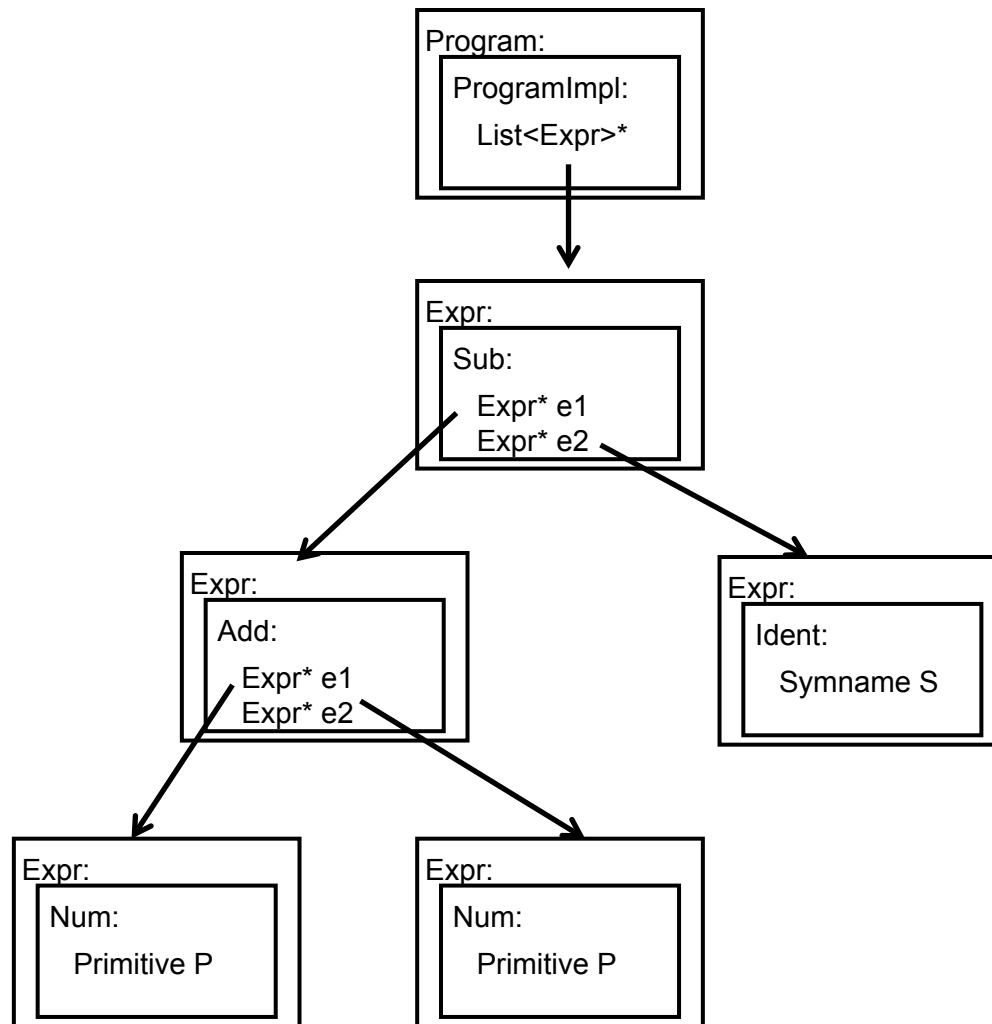 Program:
ProgramImpl:
List<Expr>*
Expr:
Sub:
Expr* e1
Expr* e2
Expr:
Add:
Expr* e1
Expr* e2
Expr:
Ident:
Symname S
Expr:
Num:
Primitive P
Expr:
Num:
Primitive P